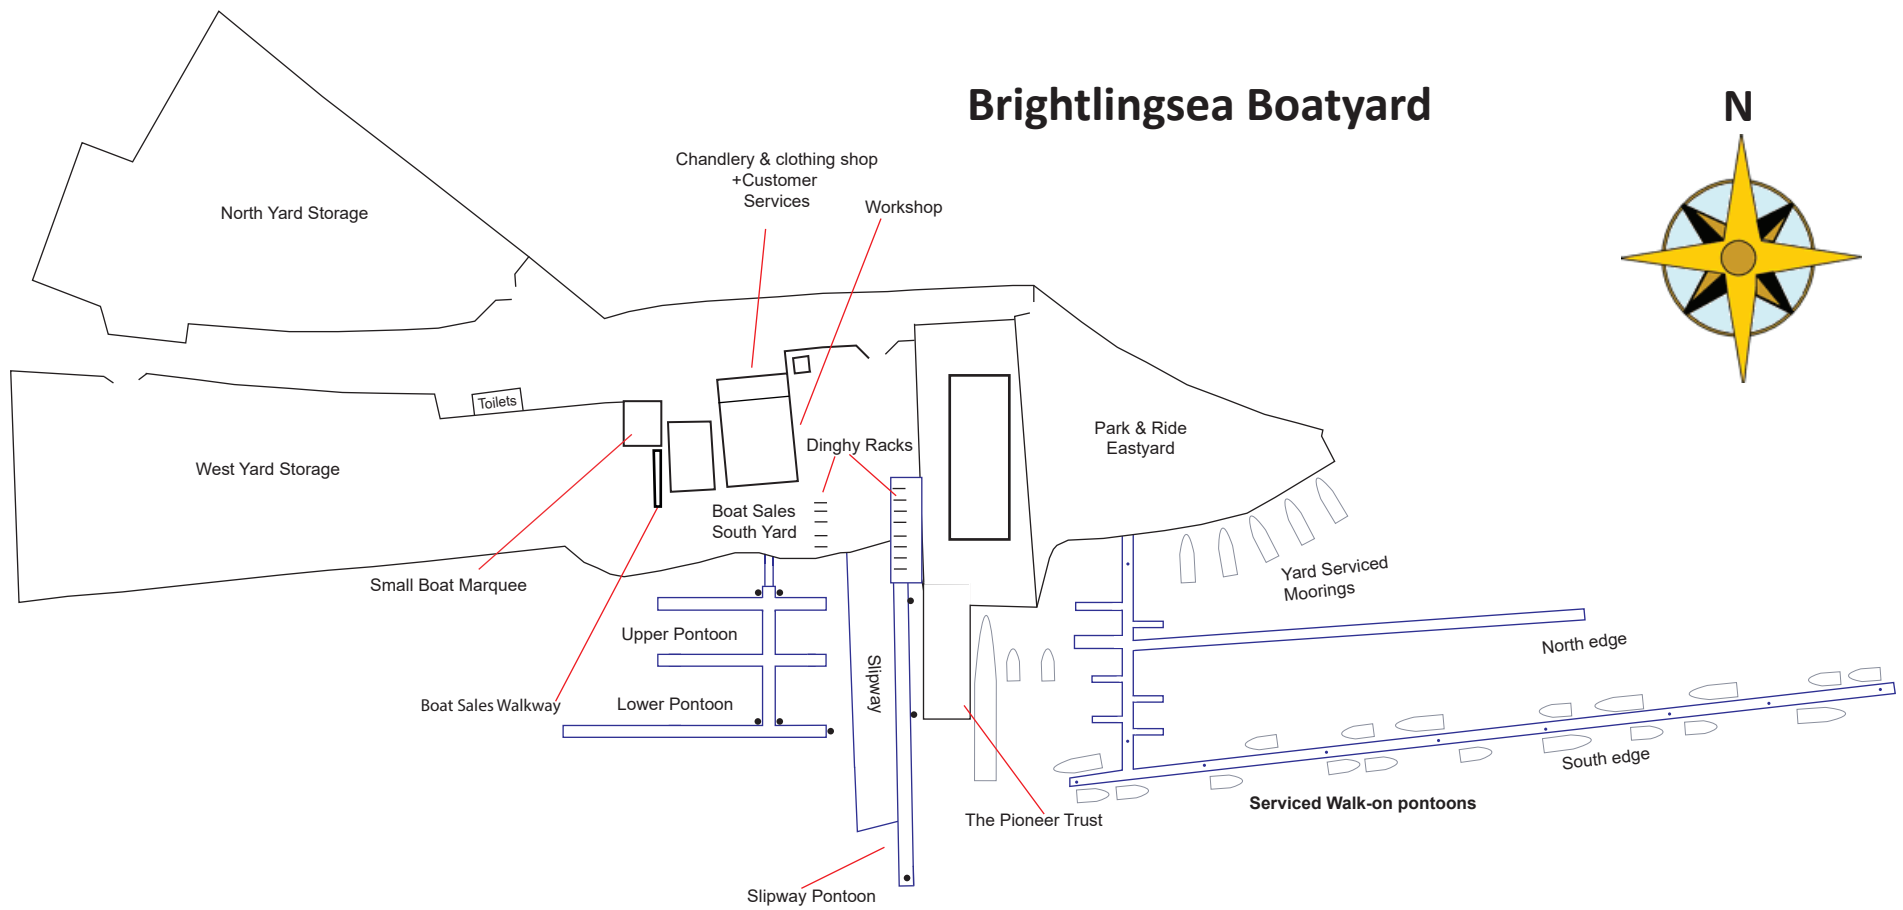 Brightlingsea Boatyard
N
Chandlery & clothing shop
+Customer
Services
Workshop
North Yard Storage
Toilets
Park & Ride
Eastyard
Dinghy Racks
West Yard Storage
Boat Sales
South Yard
Small Boat Marquee
Yard Serviced
Moorings
Upper Pontoon
North edge
Slipway
Boat Sales Walkway
Lower Pontoon
South edge
Serviced Walk-on pontoons
The Pioneer Trust
Slipway Pontoon